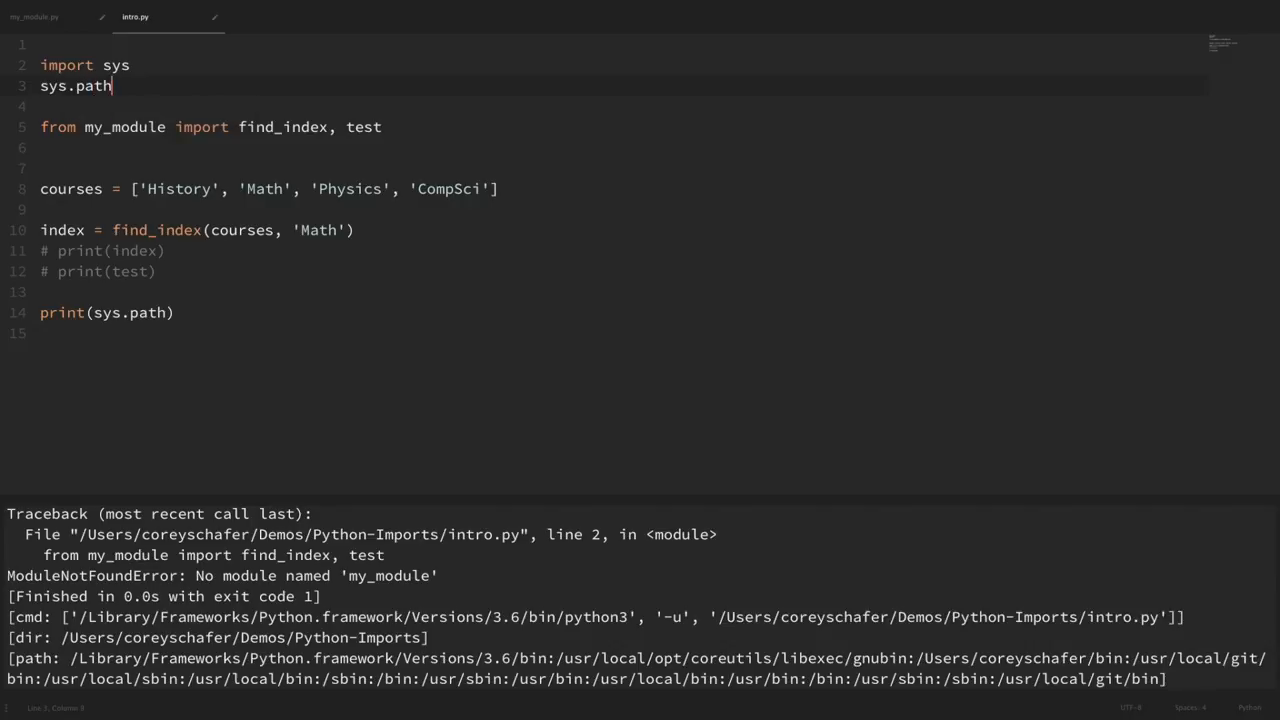 my_module.py
intro.py
1
2 import sys
3 sys.path
4
5 from my_module import find_index, test
6
7
8 courses = ['History', 'Math', 'Physics', 'CompSci']
9
10 index = find_index(courses, 'Math')
11 # print(index)
12 # print(test)
13
14 print(sys.path)
15
Traceback (most recent call last):
File "/Users/coreyschafer/Demos/Python-Imports/intro.py", line 2, in <module>
from my_module import find_index, test
ModuleNotFoundError: No module named 'my_module'
[Finished in 0.0s with exit code 1]
[cmd: ['/Library/Frameworks/Python.framework/Versions/3.6/bin/python3', '-u', '/Users/coreyschafer/Demos/Python-Imports/intro.py']]
[dir: /Users/coreyschafer/Demos/Python-Imports]
[path: /Library/Frameworks/Python.framework/Versions/3.6/bin:/usr/local/opt/coreutils/libexec/gnubin:/Users/coreyschafer/bin:/usr/local/git/
bin:/usr/local/sbin:/usr/local/bin:/sbin:/bin:/usr/sbin:/usr/bin:/usr/local/bin:/usr/bin:/bin:/usr/sbin:/sbin:/usr/local/git/bin]
Line 3, Column 9
UTF-8
Spaces: 4
Python